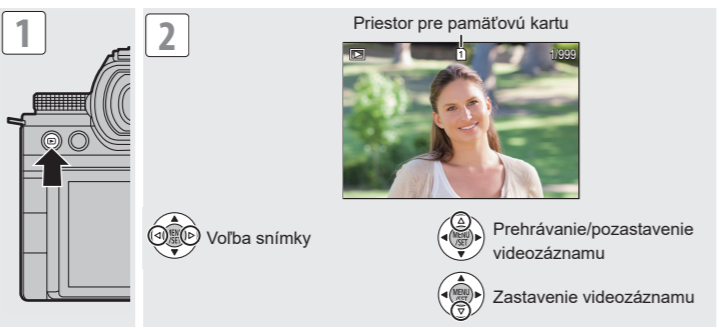 1
2
Priestor pre pamäťovú kartu
1
1/999
MENU
/SET
Voľba snímky
MENU
/SET
Prehrávanie/pozastavenie
videozáznamu
MENU
/SET
Zastavenie videozáznamu